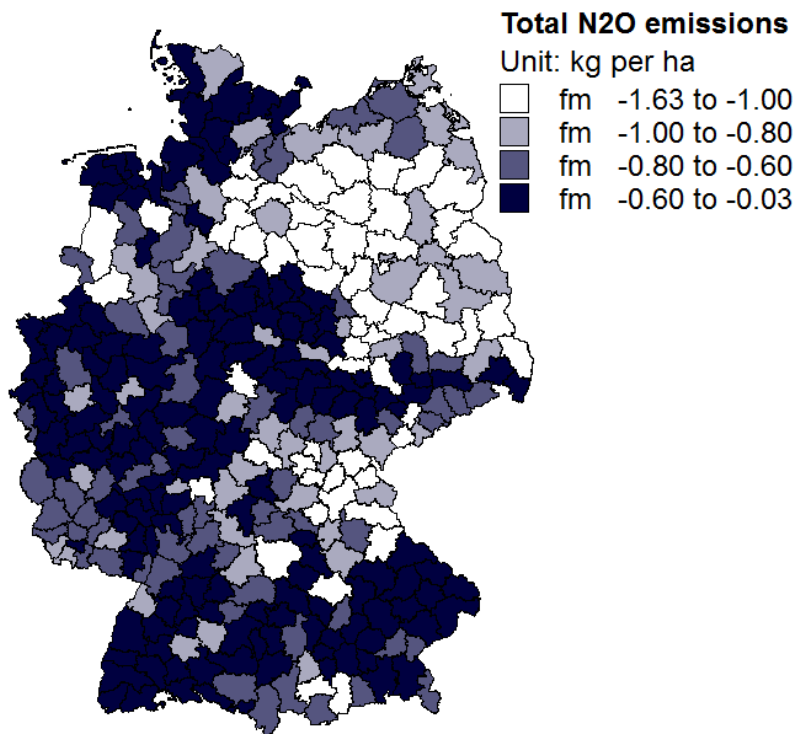 Total N2O emissions
Unit: kg per ha
fm -1.63 to -1.00
fm -1.00 to -0.80
fm -0.80 to -0.60
fm -0.60 to -0.03